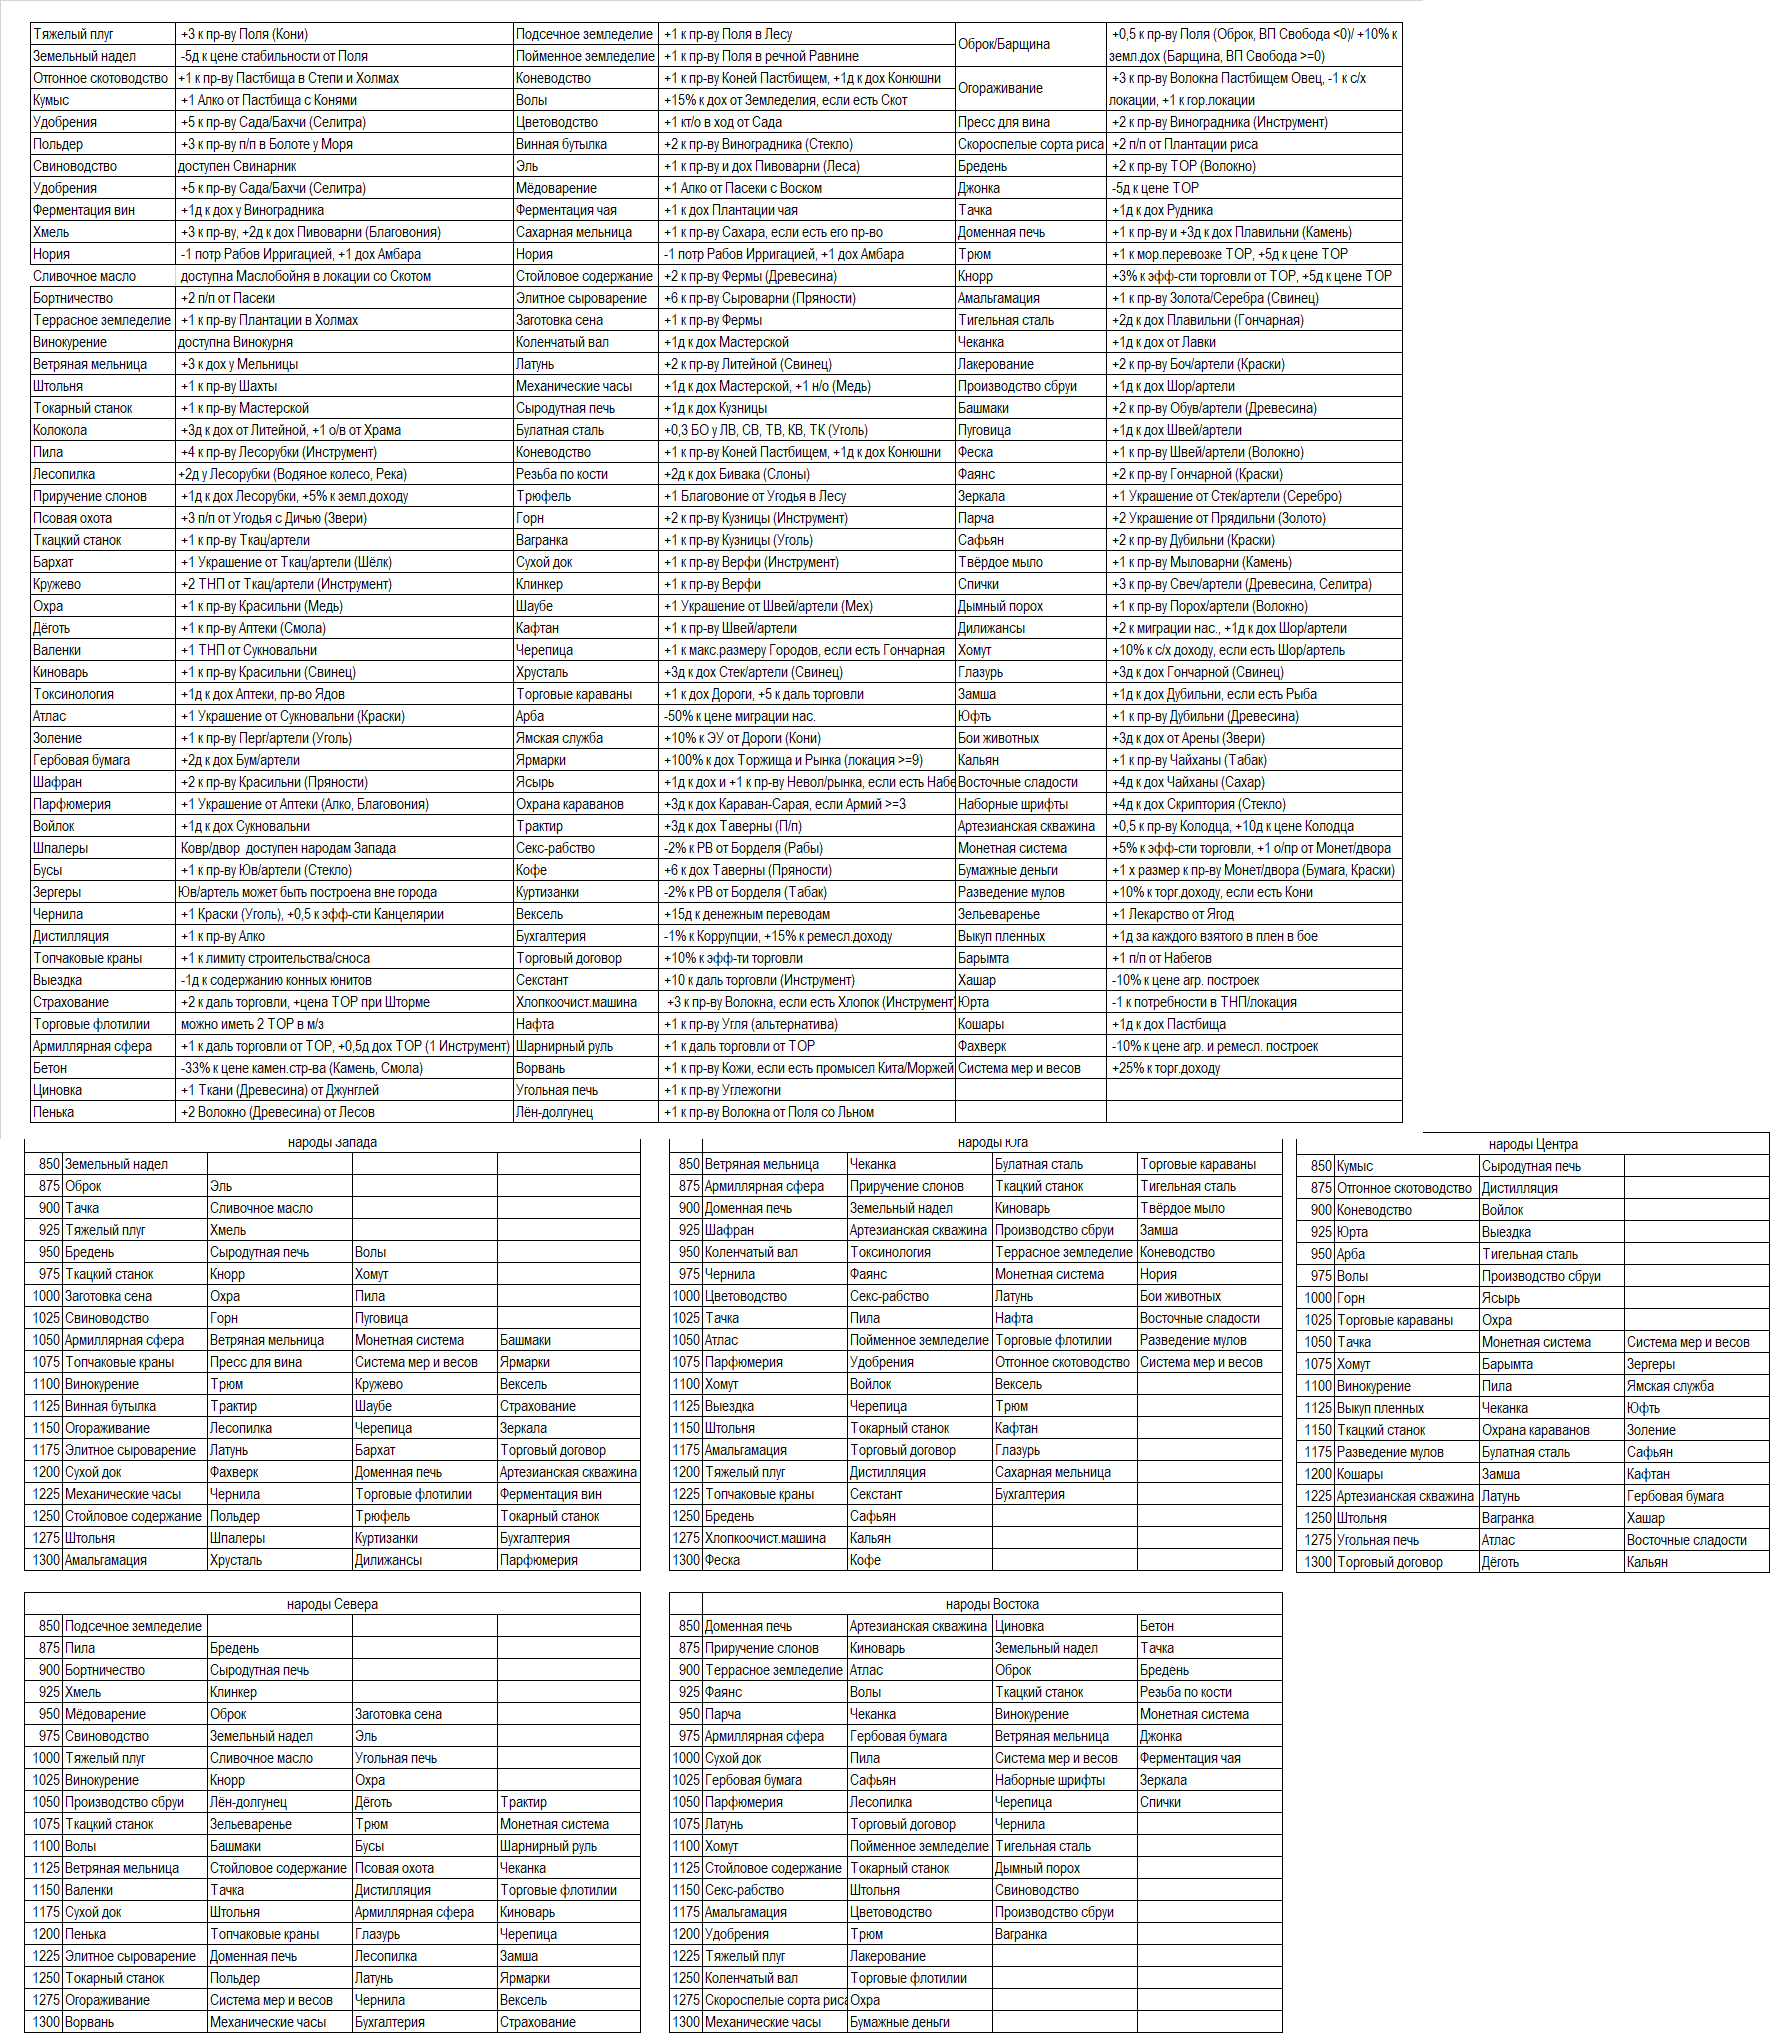 Тяжелый плуг +3 к пр-ву Поля (Кони) Подсечное земледелие +1 к пр-ву Поля в Лесу Оброк/Барщина +0,5 к пр-ву Поля (Оброк, ВП Свобода <0)/ +10% к
Земельный надел -5д к цене стабильности от Поля Пойменное земледелие +1 к пр-ву Поля в речной Равнине земл.дох (Барщина, ВП Свобода >=0)
Отгонное скотоводство +1 к пр-ву Пастбища в Степи и Холмах Коневодство +1 к пр-ву Коней Пастбищем, +1д к дох Конюшни Огораживание +3 к пр-ву Волокна Пастбищем Овец, -1 к с/х
Кумыс +1 Алко от Пастбища с Конями Волы +15% к дох от Земледелия, если есть Скот локации, +1 к гор.локации
Удобрения +5 к пр-ву Сада/Бахчи (Селитра) Цветоводство +1 кт/о в ход от Сада Пресс для вина +2 к пр-ву Виноградника (Инструмент)
Польдер +3 к пр-ву п/п в Болоте у Моря Винная бутылка +2 к пр-ву Виноградника (Стекло) Скороспелые сорта риса +2 п/п от Плантации риса
Свиноводство доступен Свинарник Эль +1 к пр-ву и дох Пивоварни (Леса) Бредень +2 к пр-ву ТОР (Волокно)
Удобрения +5 к пр-ву Сада/Бахчи (Селитра) Мёдоварение +1 Алко от Пасеки с Воском Джонка -5д к цене ТОР
Ферментация вин +1д к дох у Виноградника Ферментация чая +1 к дох Плантации чая Тачка +1д к дох Рудника
Хмель +3 к пр-ву, +2д к дох Пивоварни (Благовония) Сахарная мельница +1 к пр-ву Сахара, если есть его пр-во Доменная печь +1 к пр-ву и +3д к дох Плавильни (Камень)
Нория -1 потр Рабов Ирригацией, +1 дох Амбара Нория -1 потр Рабов Ирригацией, +1 дох Амбара Трюм +1 к мор.перевозке ТОР, +5д к цене ТОР
Сливочное масло доступна Маслобойня в локации со Скотом Стойловое содержание +2 к пр-ву Фермы (Древесина) Кнорр +3% к эфф-сти торговли от ТОР, +5д к цене ТОР
Бортничество +2 п/п от Пасеки Элитное сыроварение +6 к пр-ву Сыроварни (Пряности) Амальгамация +1 к пр-ву Золота/Серебра (Свинец)
Террасное земледелие +1 к пр-ву Плантации в Холмах Заготовка сена +1 к пр-ву Фермы Тигельная сталь +2д к дох Плавильни (Гончарная)
Винокурение доступна Винокурня Коленчатый вал +1д к дох Мастерской Чеканка +1д к дох от Лавки
Ветряная мельница +3 к дох у Мельницы Латунь +2 к пр-ву Литейной (Свинец) Лакерование +2 к пр-ву Боч/артели (Краски)
Штольня +1 к пр-ву Шахты Механические часы +1д к дох Мастерской, +1 н/о (Медь) Производство сбруи +1д к дох Шор/артели
Токарный станок +1 к пр-ву Мастерской Сыродутная печь +1д к дох Кузницы Башмаки +2 к пр-ву Обув/артели (Древесина)
Колокола +3д к дох от Литейной, +1 о/в от Храма Булатная сталь +0,3 БО у ЛВ, СВ, ТВ, КВ, ТК (Уголь) Пуговица +1д к дох Швей/артели
Пила +4 к пр-ву Лесорубки (Инструмент) Коневодство +1 к пр-ву Коней Пастбищем, +1д к дох Конюшни Феска +1 к пр-ву Швей/артели (Волокно)
Лесопилка +2д у Лесорубки (Водяное колесо, Река) Резьба по кости +2д к дох Бивака (Слоны) Фаянс +2 к пр-ву Гончарной (Краски)
Приручение слонов +1д к дох Лесорубки, +5% к земл.доходу Трюфель +1 Благовоние от Угодья в Лесу Зеркала +1 Украшение от Стек/артели (Серебро)
Псовая охота +3 п/п от Угодья с Дичью (Звери) Горн +2 к пр-ву Кузницы (Инструмент) Парча +2 Украшение от Прядильни (Золото)
Ткацкий станок +1 к пр-ву Ткац/артели Вагранка +1 к пр-ву Кузницы (Уголь) Сафьян +2 к пр-ву Дубильни (Краски)
Бархат +1 Украшение от Ткац/артели (Шёлк) Сухой док +1 к пр-ву Верфи (Инструмент) Твёрдое мыло +1 к пр-ву Мыловарни (Камень)
Кружево +2 ТНП от Ткац/артели (Инструмент) Клинкер +1 к пр-ву Верфи Спички +3 к пр-ву Свеч/артели (Древесина, Селитра)
Охра +1 к пр-ву Красильни (Медь) Шаубе +1 Украшение от Швей/артели (Мех) Дымный порох +1 к пр-ву Порох/артели (Волокно)
Дёготь +1 к пр-ву Аптеки (Смола) Кафтан +1 к пр-ву Швей/артели Дилижансы +2 к миграции нас., +1д к дох Шор/артели
Валенки +1 ТНП от Сукновальни Черепица +1 к макс.размеру Городов, если есть Гончарная Хомут +10% к с/х доходу, если есть Шор/артель
Киноварь +1 к пр-ву Красильни (Свинец) Хрусталь +3д к дох Стек/артели (Свинец) Глазурь +3д к дох Гончарной (Свинец)
Токсинология +1д к дох Аптеки, пр-во Ядов Торговые караваны +1 к дох Дороги, +5 к даль торговли Замша +1д к дох Дубильни, если есть Рыба
Атлас +1 Украшение от Сукновальни (Краски) Арба -50% к цене миграции нас. Юфть +1 к пр-ву Дубильни (Древесина)
Золение +1 к пр-ву Перг/артели (Уголь) Ямская служба +10% к ЭУ от Дороги (Кони) Бои животных +3д к дох от Арены (Звери)
Гербовая бумага +2д к дох Бум/артели Ярмарки +100% к дох Торжища и Рынка (локация >=9) Кальян +1 к пр-ву Чайханы (Табак)
Шафран +2 к пр-ву Красильни (Пряности) Ясырь +1д к дох и +1 к пр-ву Невол/рынка, если есть Набе Восточные сладости +4д к дох Чайханы (Сахар)
Парфюмерия +1 Украшение от Аптеки (Алко, Благовония) Охрана караванов +3д к дох Караван-Сарая, если Армий >=3 Наборные шрифты +4д к дох Скриптория (Стекло)
Войлок +1д к дох Сукновальни Трактир +3д к дох Таверны (П/п) Артезианская скважина +0,5 к пр-ву Колодца, +10д к цене Колодца
Шпалеры Ковр/двор доступен народам Запада Секс-рабство -2% к РВ от Борделя (Рабы) Монетная система +5% к эфф-сти торговли, +1 о/пр от Монет/двора
Бусы +1 к пр-ву Юв/артели (Стекло) Кофе +6 к дох Таверны (Пряности) Бумажные деньги +1 х размер к пр-ву Монет/двора (Бумага, Краски)
Зергеры Юв/артель может быть построена вне города Куртизанки -2% к РВ от Борделя (Табак) Разведение мулов +10% к торг.доходу, если есть Кони
Чернила +1 Краски (Уголь), +0,5 к эфф-сти Канцелярии Вексель +15д к денежным переводам Зельеваренье +1 Лекарство от Ягод
Дистилляция +1 к пр-ву Алко Бухгалтерия -1% к Коррупции, +15% к ремесл.доходу Выкуп пленных +1д за каждого взятого в плен в бое
Топчаковые краны +1 к лимиту строительства/сноса Торговый договор +10% к эфф-ти торговли Барымта +1 п/п от Набегов
Выездка -1д к содержанию конных юнитов Секстант +10 к даль торговли (Инструмент) Хашар -10% к цене агр. построек
Страхование +2 к даль торговли, +цена ТОР при Шторме Хлопкоочист.машина +3 к пр-ву Волокна, если есть Хлопок (Инструмент) Юрта -1 к потребности в ТНП/локация
Торговые флотилии можно иметь 2 ТОР в м/з Нафта +1 к пр-ву Угля (альтернатива) Кошары +1д к дох Пастбища
Армиллярная сфера +1 к даль торговли от ТОР, +0,5д дох ТОР (1 Инструмент) Шарнирный руль +1 к даль торговли от ТОР Фахверк -10% к цене агр. и ремесл. построек
Бетон -33% к цене камен.стр-ва (Камень, Смола) Ворвань +1 к пр-ву Кожи, если есть промысел Кита/Моржей Система мер и весов +25% к торг.доходу
Циновка +1 Ткани (Древесина) от Джунглей Угольная печь +1 к пр-ву Углежогни
Пенька +2 Волокно (Древесина) от Лесов Лён-долгунец +1 к пр-ву Волокна от Поля со Льном
народы Запада
850 Земельный надел
875 Оброк Эль
900 Тачка Сливочное масло
925 Тяжелый плуг Хмель
950 Бредень Сыродутная печь Волы
975 Ткацкий станок Кнорр Хомут
1000 Заготовка сена Охра Пила
1025 Свиноводство Горн Пуговица
1050 Армиллярная сфера Ветряная мельница Монетная система Башмаки
1075 Топчаковые краны Пресс для вина Система мер и весов Ярмарки
1100 Винокурение Трюм Кружево Вексель
1125 Винная бутылка Трактир Шаубе Страхование
1150 Огораживание Лесопилка Черепица Зеркала
1175 Элитное сыроварение Латунь Бархат Торговый договор
1200 Сухой док Фахверк Доменная печь Артезианская скважина
1225 Механические часы Чернила Торговые флотилии Ферментация вин
1250 Стойловое содержание Польдер Трюфель Токарный станок
1275 Штольня Шпалеры Куртизанки Бухгалтерия
1300 Амальгамация Хрусталь Дилижансы Парфюмерия
народы Юга
850 Ветряная мельница Чеканка Булатная сталь Торговые караваны
875 Армиллярная сфера Приручение слонов Ткацкий станок Тигельная сталь
900 Доменная печь Земельный надел Киноварь Твёрдое мыло
925 Шафран Артезианская скважина Производство сбруи Замша
950 Коленчатый вал Токсинология Террасное земледелие Коневодство
975 Чернила Фаянс Монетная система Нория
1000 Цветоводство Секс-рабство Латунь Бои животных
1025 Тачка Пила Нафта Восточные сладости
1050 Атлас Пойменное земледелие Торговые флотилии Разведение мулов
1075 Парфюмерия Удобрения Отгонное скотоводство Система мер и весов
1100 Хомут Войлок Вексель
1125 Выездка Черепица Трюм
1150 Штольня Токарный станок Кафтан
1175 Амальгамация Торговый договор Глазурь
1200 Тяжелый плуг Дистилляция Сахарная мельница
1225 Топчаковые краны Секстант Бухгалтерия
1250 Бредень Сафьян
1275 Хлопкоочист.машина Кальян
1300 Феска Кофе
народы Центра
850 Кумыс Сыродутная печь
875 Отгонное скотоводство Дистилляция
900 Коневодство Войлок
925 Юрта Выездка
950 Арба Тигельная сталь
975 Волы Производство сбруи
1000 Горн Ясырь
1025 Торговые караваны Охра
1050 Тачка Монетная система Система мер и весов
1075 Хомут Барымта Зергеры
1100 Винокурение Пила Ямская служба
1125 Выкуп пленных Чеканка Юфть
1150 Ткацкий станок Охрана караванов Золение
1175 Разведение мулов Булатная сталь Сафьян
1200 Кошары Замша Кафтан
1225 Артезианская скважина Латунь Гербовая бумага
1250 Штольня Вагранка Хашар
1275 Угольная печь Атлас Восточные сладости
1300 Торговый договор Дёготь Кальян
народы Севера
850 Подсечное земледелие
875 Пила Бредень
900 Бортничество Сыродутная печь
925 Хмель Клинкер
950 Мёдоварение Оброк Заготовка сена
975 Свиноводство Земельный надел Эль
1000 Тяжелый плуг Сливочное масло Угольная печь
1025 Винокурение Кнорр Охра
1050 Производство сбруи Лён-долгунец Дёготь Трактир
1075 Ткацкий станок Зельеваренье Трюм Монетная система
1100 Волы Башмаки Бусы Шарнирный руль
1125 Ветряная мельница Стойловое содержание Псовая охота Чеканка
1150 Валенки Тачка Дистилляция Торговые флотилии
1175 Сухой док Штольня Армиллярная сфера Киноварь
1200 Пенька Топчаковые краны Глазурь Черепица
1225 Элитное сыроварение Доменная печь Лесопилка Замша
1250 Токарный станок Польдер Латунь Ярмарки
1275 Огораживание Система мер и весов Чернила Вексель
1300 Ворвань Механические часы Бухгалтерия Страхование
народы Востока
850 Доменная печь Артезианская скважина Циновка Бетон
875 Приручение слонов Киноварь Земельный надел Тачка
900 Террасное земледелие Атлас Оброк Бредень
925 Фаянс Волы Ткацкий станок Резьба по кости
950 Парча Чеканка Винокурение Монетная система
975 Армиллярная сфера Гербовая бумага Ветряная мельница Джонка
1000 Сухой док Пила Система мер и весов Ферментация чая
1025 Гербовая бумага Сафьян Наборные шрифты Зеркала
1050 Парфюмерия Лесопилка Черепица Спички
1075 Латунь Торговый договор Чернила
1100 Хомут Пойменное земледелие Тигельная сталь
1125 Стойловое содержание Токарный станок Дымный порох
1150 Секс-рабство Штольня Свиноводство
1175 Амальгамация Цветоводство Производство сбруи
1200 Удобрения Трюм Вагранка
1225 Тяжелый плуг Лакерование
1250 Коленчатый вал Торговые флотилии
1275 Скороспелые сорта риса Охра
1300 Механические часы Бумажные деньги